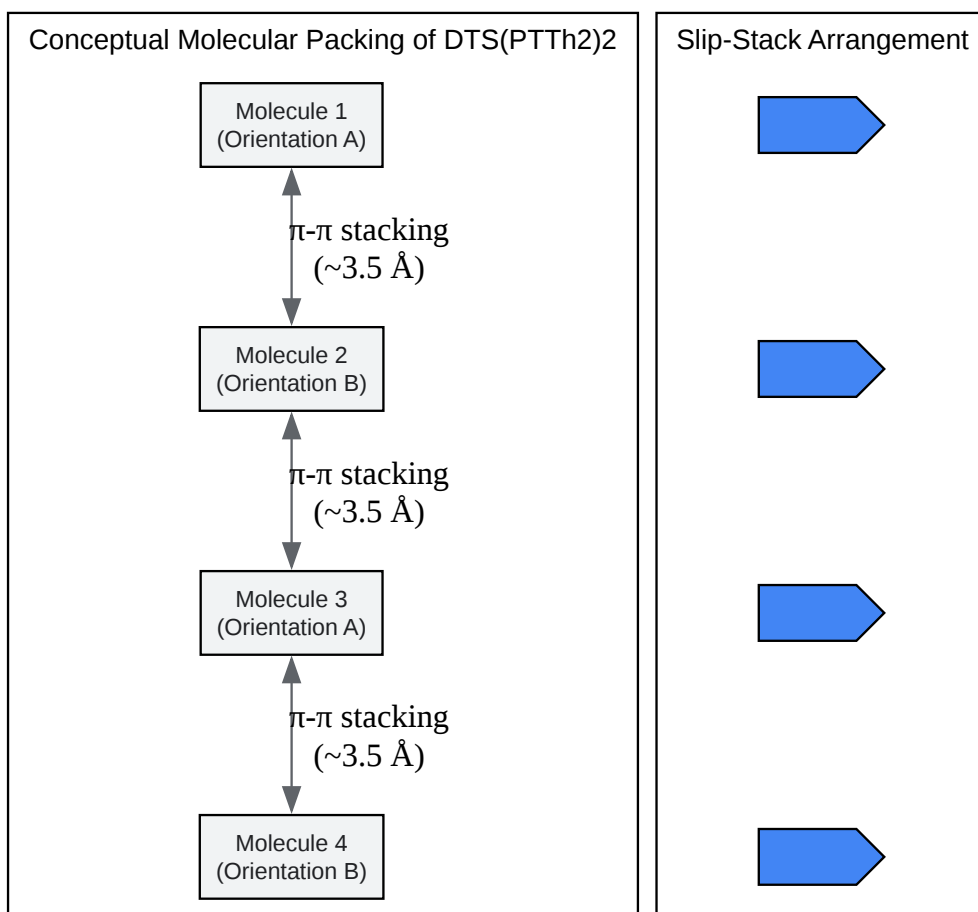 Conceptual Molecular Packing of DTS(PTTh2)2
Molecule 1
(Orientation A)
π-π stacking
(~3.5 Å)
Molecule 2
(Orientation B)
π-π stacking
(~3.5 Å)
Molecule 3
(Orientation A)
π-π stacking
(~3.5 Å)
Molecule 4
(Orientation B)
Slip-Stack Arrangement